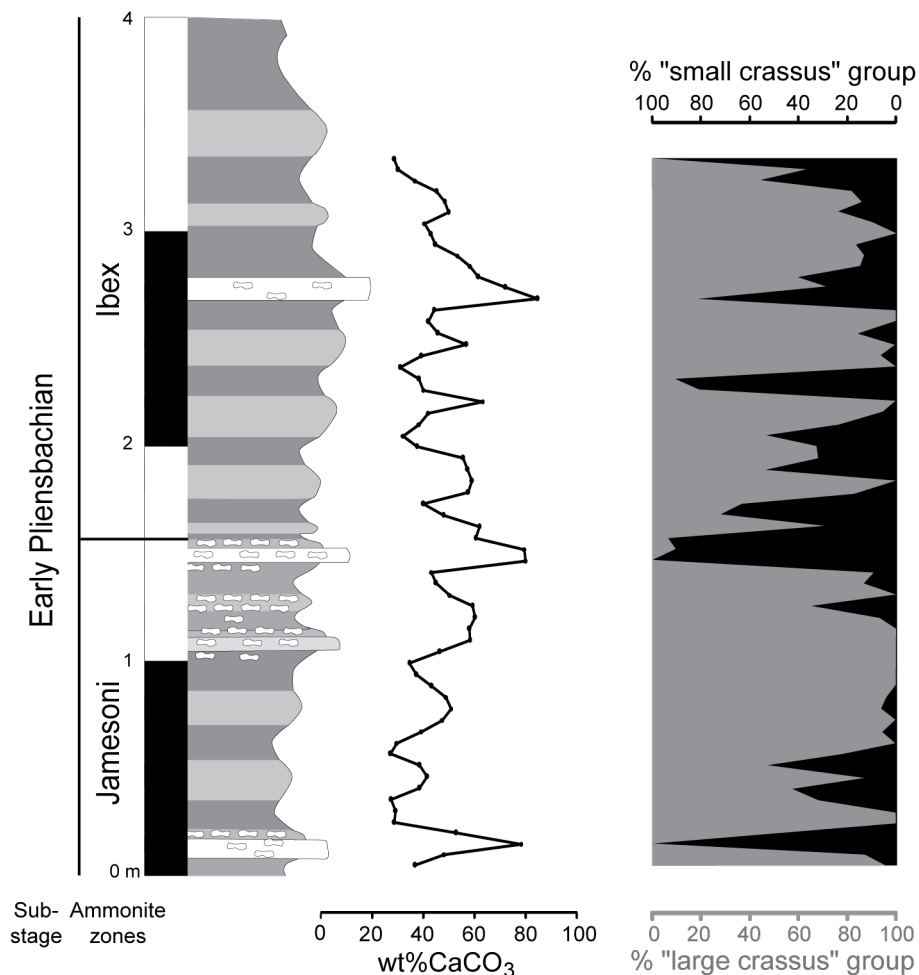 4
3
2
1
0 m
Early Pliensbachian
Ibex
Jamesoni
Sub-
stage
Ammonite
zones
0 20 40 60 80 100
wt%CaCO₃
% "small crassus" group
100 80 60 40 20 0
0 20 40 60 80 100
% "large crassus" group